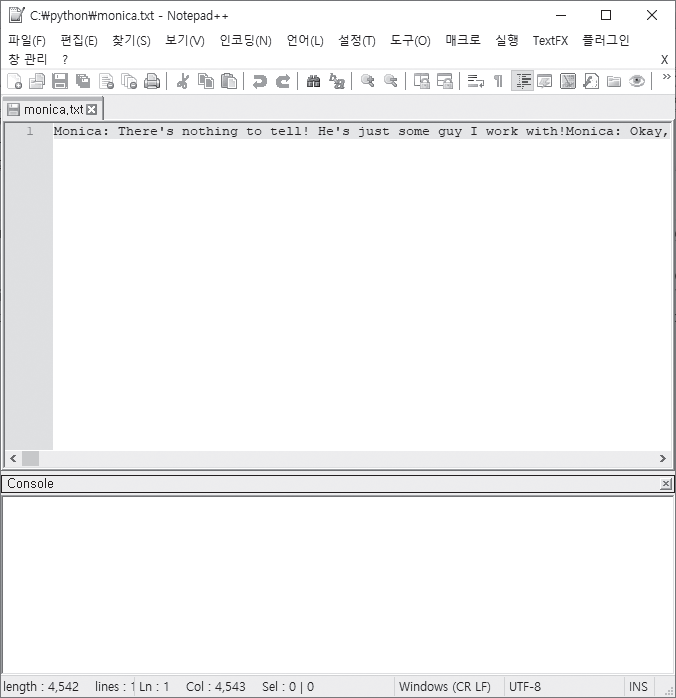 C:₩python₩monica.txt - Notepad++
파일(F) 편집(E) 찾기(S) 보기(V) 인코딩(N) 언어(L) 설정(T) 도구(O) 매크로 실행 TextFX 플러그인
창 관리 ? X
monica.txt
1 Monica: There's nothing to tell! He's just some guy I work with!Monica: Okay,
Console
length : 4,542 lines : 1 Ln : 1 Col : 4,543 Sel : 0 | 0 Windows (CR LF) UTF-8 INS